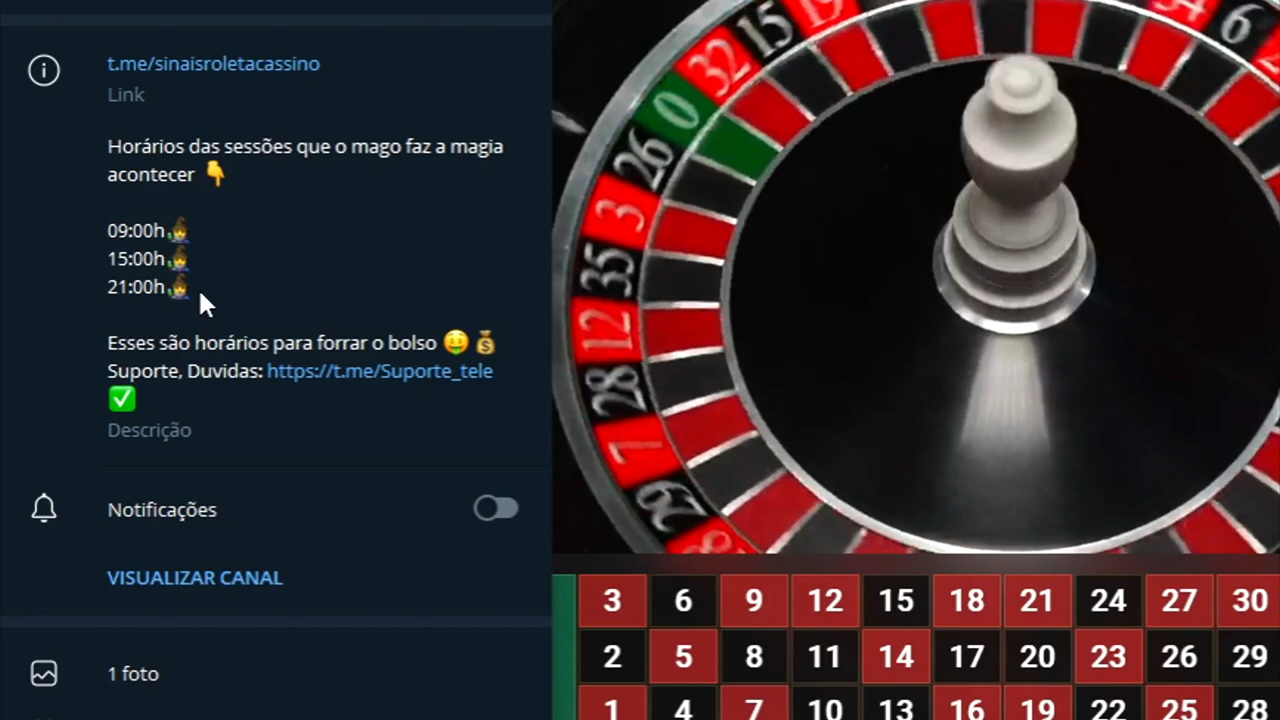 t.me/sinaisroletacassino
Link
Horários das sessões que o mago faz a magia
acontecer 👇
09:00h🧙
15:00h🧙
21:00h🧙
Esses são horários para forrar o bolso 🤑 💰
Suporte, Duvidas: https://t.me/Suporte_tele
✅
Descrição
Notificações
VISUALIZAR CANAL
1 foto
19
15
32
0
26
3
35
12
28
7
29
6
3 6 9 12 15 18 21 24 27 30
2 5 8 11 14 17 20 23 26 29
1 4 7 10 13 16 19 22 25 28